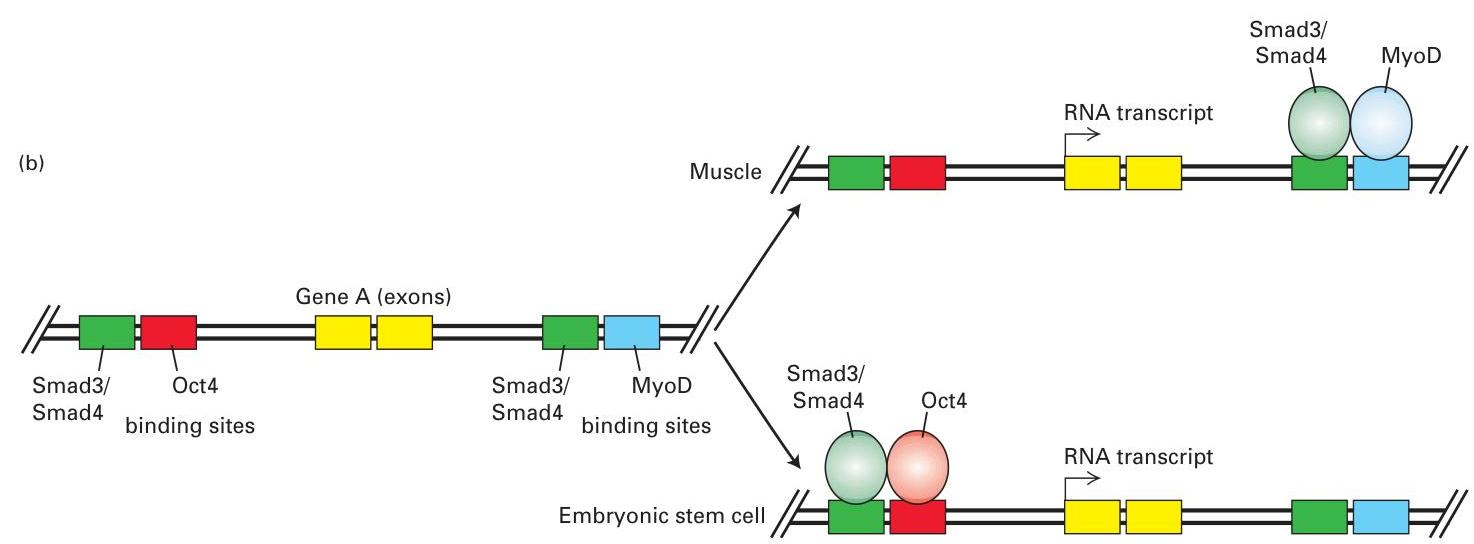 Smad3/
Smad4
MyoD
RNA transcript
(b)
Muscle
Gene A (exons)
Smad3/
Smad4
Oct4
binding sites
Smad3/
Smad4
MyoD
binding sites
Smad3/
Smad4
Oct4
RNA transcript
Embryonic stem cell